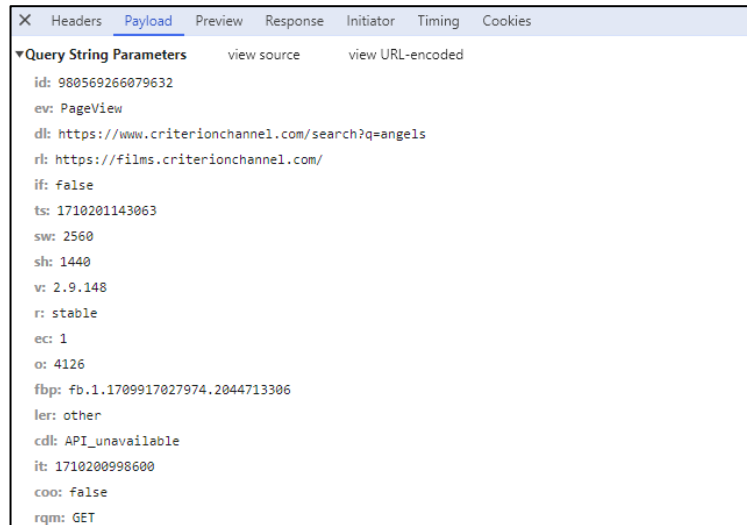 × Headers Payload Preview Response Initiator Timing Cookies
▼Query String Parameters view source view URL-encoded
id: 980569266079632
ev: PageView
dl: https://www.criterionchannel.com/search?q=angels
rl: https://films.criterionchannel.com/
if: false
ts: 1710201143063
sw: 2560
sh: 1440
v: 2.9.148
r: stable
ec: 1
o: 4126
fbp: fb.1.1709917027974.2044713306
ler: other
cdl: API_unavailable
it: 1710200998600
coo: false
rqm: GET